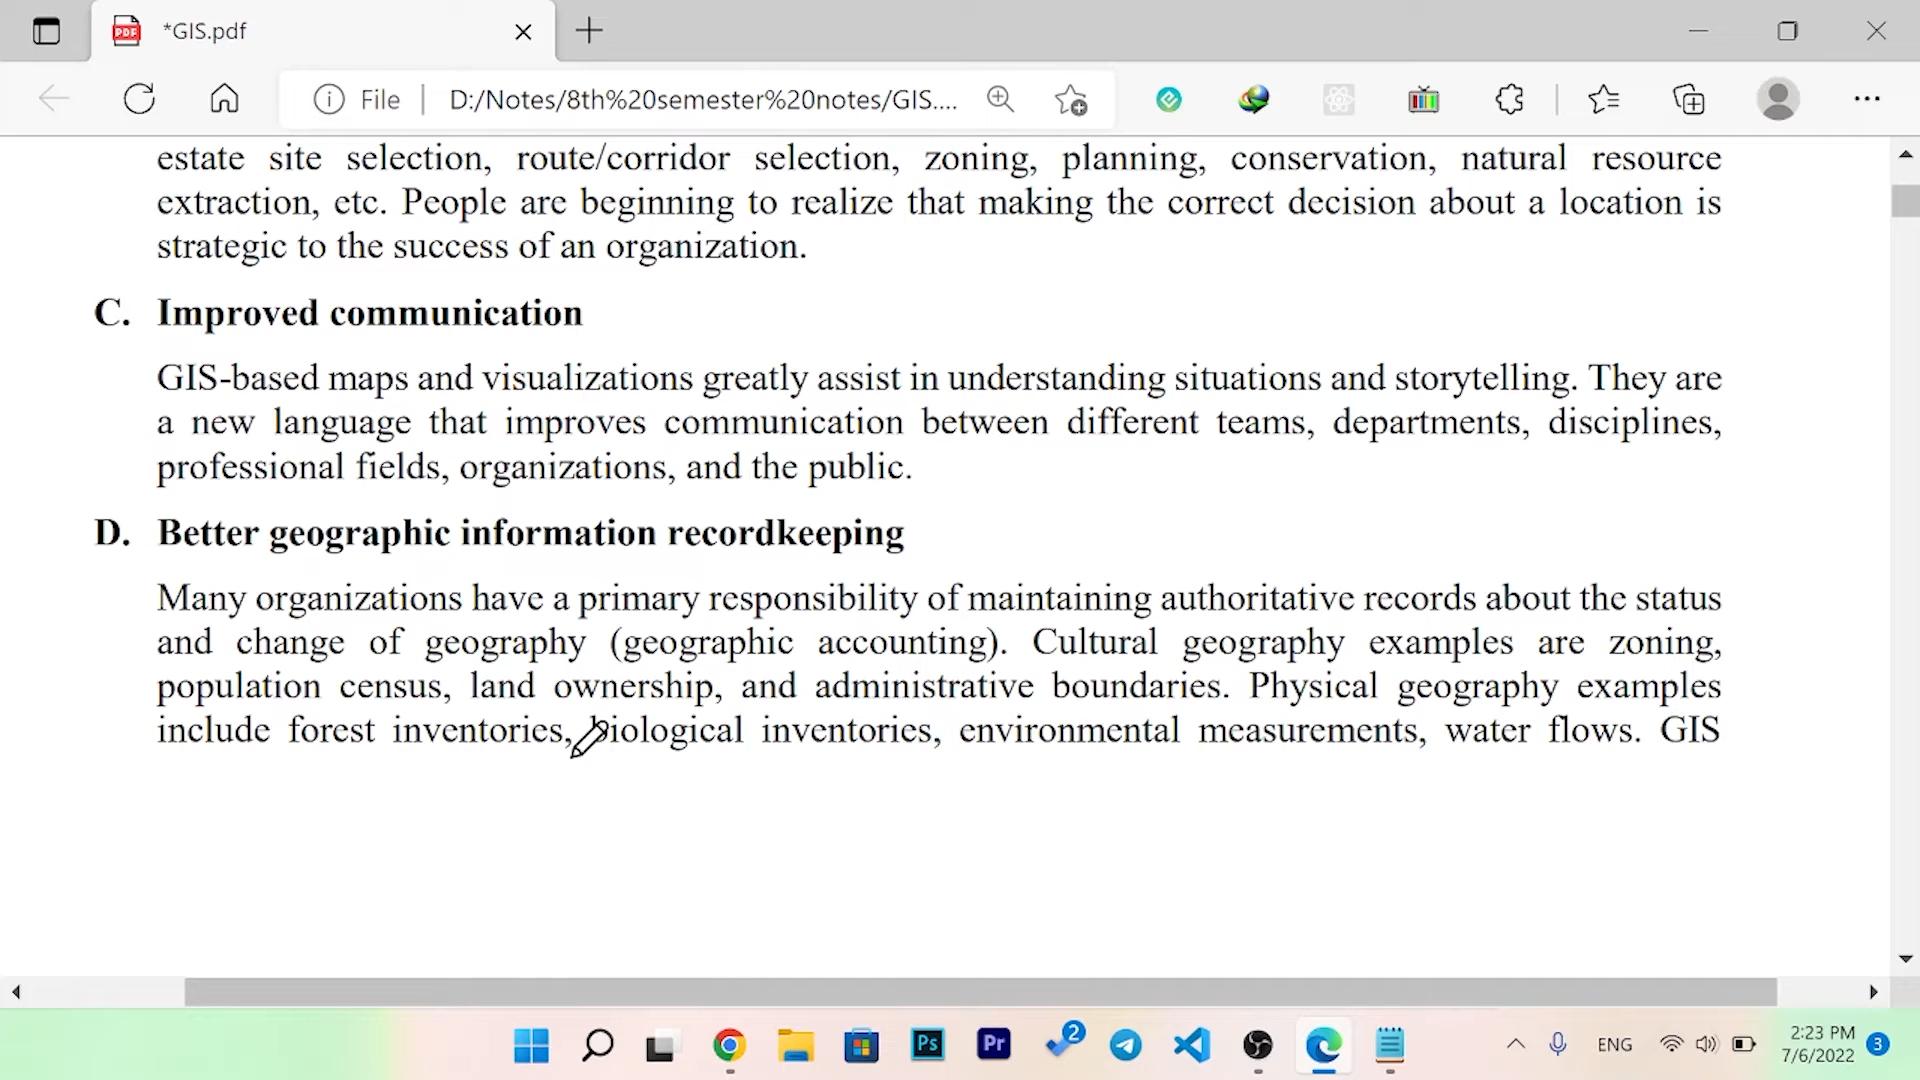 *GIS.pdf
File
D:/Notes/8th%20semester%20notes/GIS....
estate site selection, route/corridor selection, zoning, planning, conservation, natural resource
extraction, etc. People are beginning to realize that making the correct decision about a location is
strategic to the success of an organization.
C. Improved communication
GIS-based maps and visualizations greatly assist in understanding situations and storytelling. They are
a new language that improves communication between different teams, departments, disciplines,
professional fields, organizations, and the public.
D. Better geographic information recordkeeping
Many organizations have a primary responsibility of maintaining authoritative records about the status
and change of geography (geographic accounting). Cultural geography examples are zoning,
population census, land ownership, and administrative boundaries. Physical geography examples
include forest inventories, biological inventories, environmental measurements, water flows. GIS
Ps
Pr
2
ENG
2:23 PM
7/6/2022
3